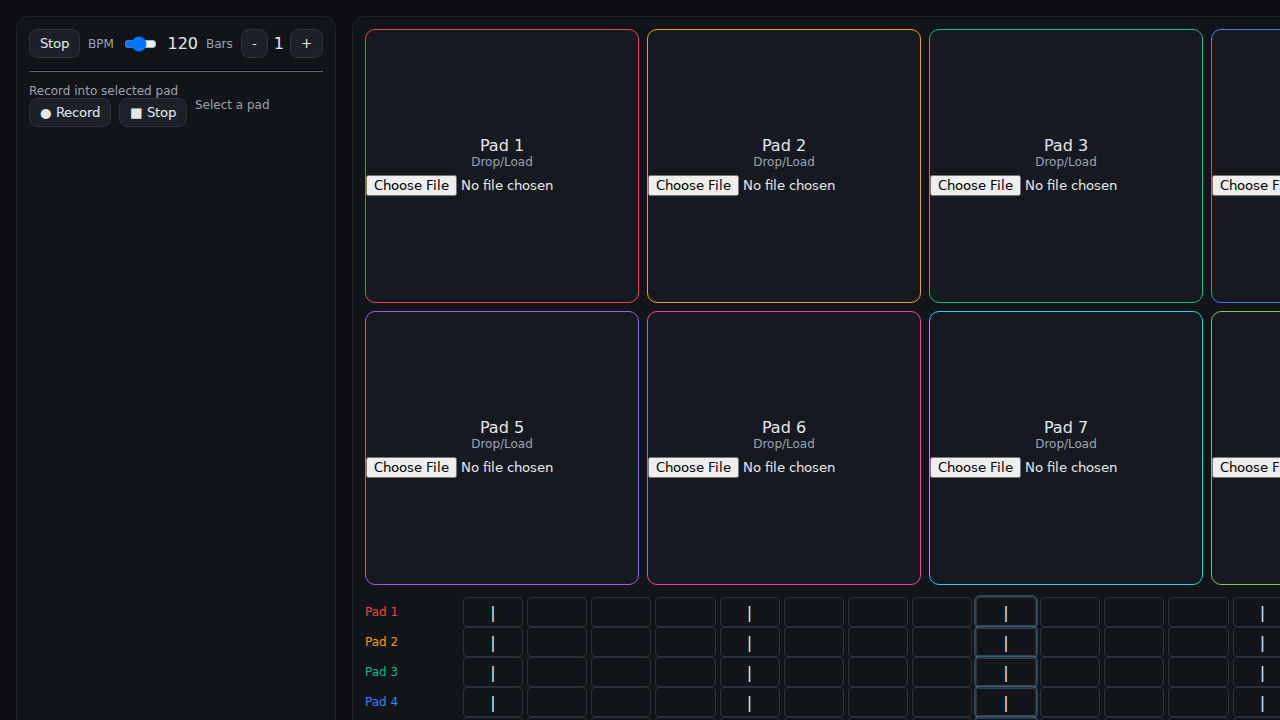 Stop BPM 120 Bars - 1 +
Record into selected pad
● Record ■ Stop Select a pad
Pad 1
Drop/Load
Choose File No file chosen
Pad 2
Drop/Load
Choose File No file chosen
Pad 3
Drop/Load
Choose File No file chosen
Choose F
Pad 5
Drop/Load
Choose File No file chosen
Pad 6
Drop/Load
Choose File No file chosen
Pad 7
Drop/Load
Choose File No file chosen
Choose F
Pad 1 | | | |
Pad 2 | | | |
Pad 3 | | | |
Pad 4 | | | |